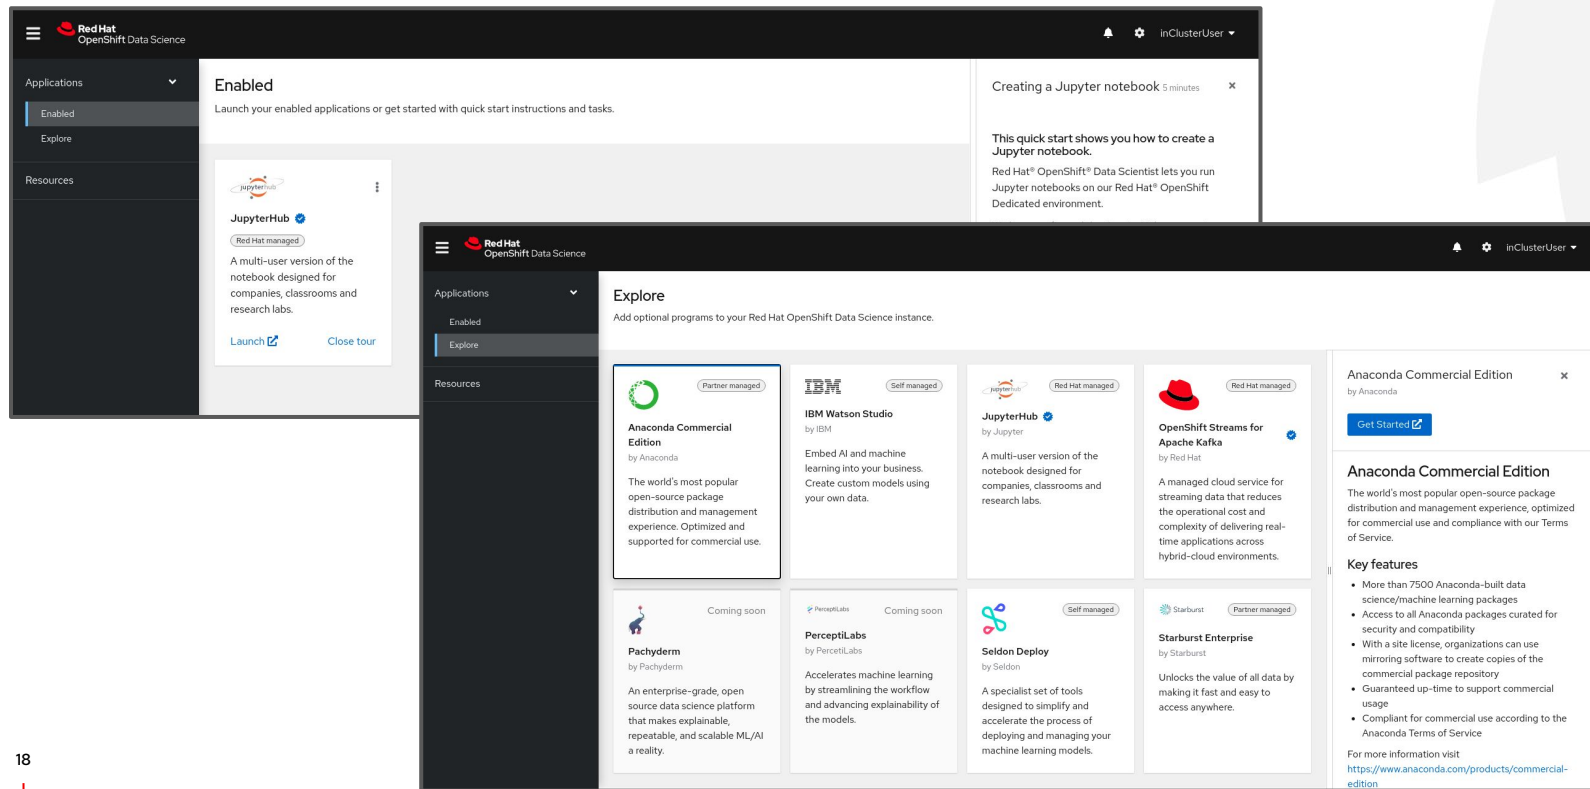 Red Hat
OpenShift Data Science
inClusterUser
Applications
Enabled
Explore
Resources
Enabled
Launch your enabled applications or get started with quick start instructions and tasks.
jupyterhub
JupyterHub
Red Hat managed
A multi-user version of the
notebook designed for
companies, classrooms and
research labs.
Launch
Close tour
Creating a Jupyter notebook 5 minutes
This quick start shows you how to create a
Jupyter notebook.
Red Hat® OpenShift® Data Scientist lets you run
Jupyter notebooks on our Red Hat® OpenShift
Dedicated environment.
Red Hat
OpenShift Data Science
inClusterUser
Applications
Enabled
Explore
Resources
Explore
Add optional programs to your Red Hat OpenShift Data Science instance.
Partner managed
Anaconda Commercial
Edition
by Anaconda
The world's most popular
open-source package
distribution and management
experience. Optimized and
supported for commercial use.
IBM
Self managed
IBM Watson Studio
by IBM
Embed AI and machine
learning into your business.
Create custom models using
your own data.
jupyterhub
Red Hat managed
JupyterHub
by Jupyter
A multi-user version of the
notebook designed for
companies, classrooms and
research labs.
Red Hat managed
OpenShift Streams for
Apache Kafka
by Red Hat
A managed cloud service for
streaming data that reduces
the operational cost and
complexity of delivering real-
time applications across
hybrid-cloud environments.
Coming soon
Pachyderm
by Pachyderm
An enterprise-grade, open
source data science platform
that makes explainable,
repeatable, and scalable ML/AI
a reality.
PerceptiLabs
Coming soon
PerceptiLabs
by PercetiLabs
Accelerates machine learning
by streamlining the workflow
and advancing explainability of
the models.
Self managed
Seldon Deploy
by Seldon
A specialist set of tools
designed to simplify and
accelerate the process of
deploying and managing your
machine learning models.
Starburst
Partner managed
Starburst Enterprise
by Starburst
Unlocks the value of all data by
making it fast and easy to
access anywhere.
Anaconda Commercial Edition
by Anaconda
Get Started
Anaconda Commercial Edition
The world's most popular open-source package
distribution and management experience, optimized
for commercial use and compliance with our Terms
of Service.
Key features
• More than 7500 Anaconda-built data
science/machine learning packages
• Access to all Anaconda packages curated for
security and compatibility
• With a site license, organizations can use
mirroring software to create copies of the
commercial package repository
• Guaranteed up-time to support commercial
usage
• Compliant for commercial use according to the
Anaconda Terms of Service
For more information visit
https://www.anaconda.com/products/commercial-
edition
18